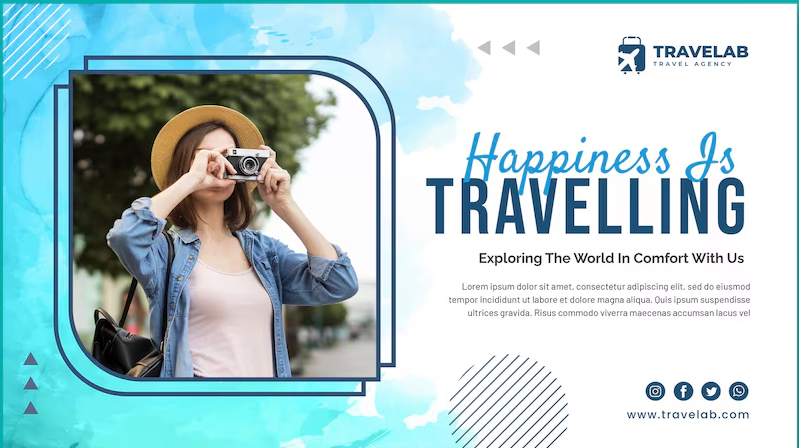 TRAVELAB
TRAVEL AGENCY
Happiness Is
TRAVELLING
Exploring The World In Comfort With Us
Lorem ipsum dolor sit amet, consectetur adipiscing elit, sed do eiusmod
tempor incididunt ut labore et dolore magna aliqua. Quis ipsum suspendisse
ultrices gravida. Risus commodo viverra maecenas accumsan lacus vel
www.travelab.com